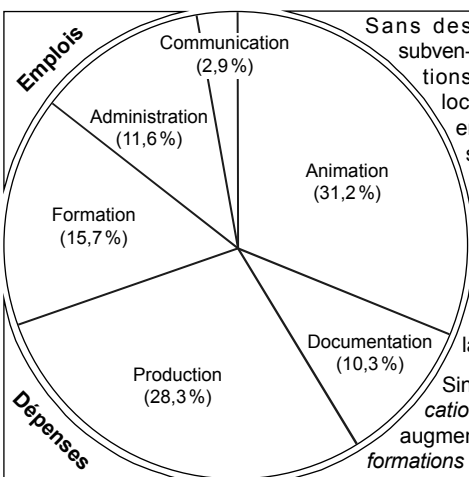 Emplois
Communication
(2,9 %)
Administration
(11,6 %)
Formation
(15,7 %)
Animation
(31,2 %)
Documentation
(10,3 %)
Production
(28,3 %)
Dépenses
Sans des
subven-
tions
loc
la
Sin
catio
augmen
formations